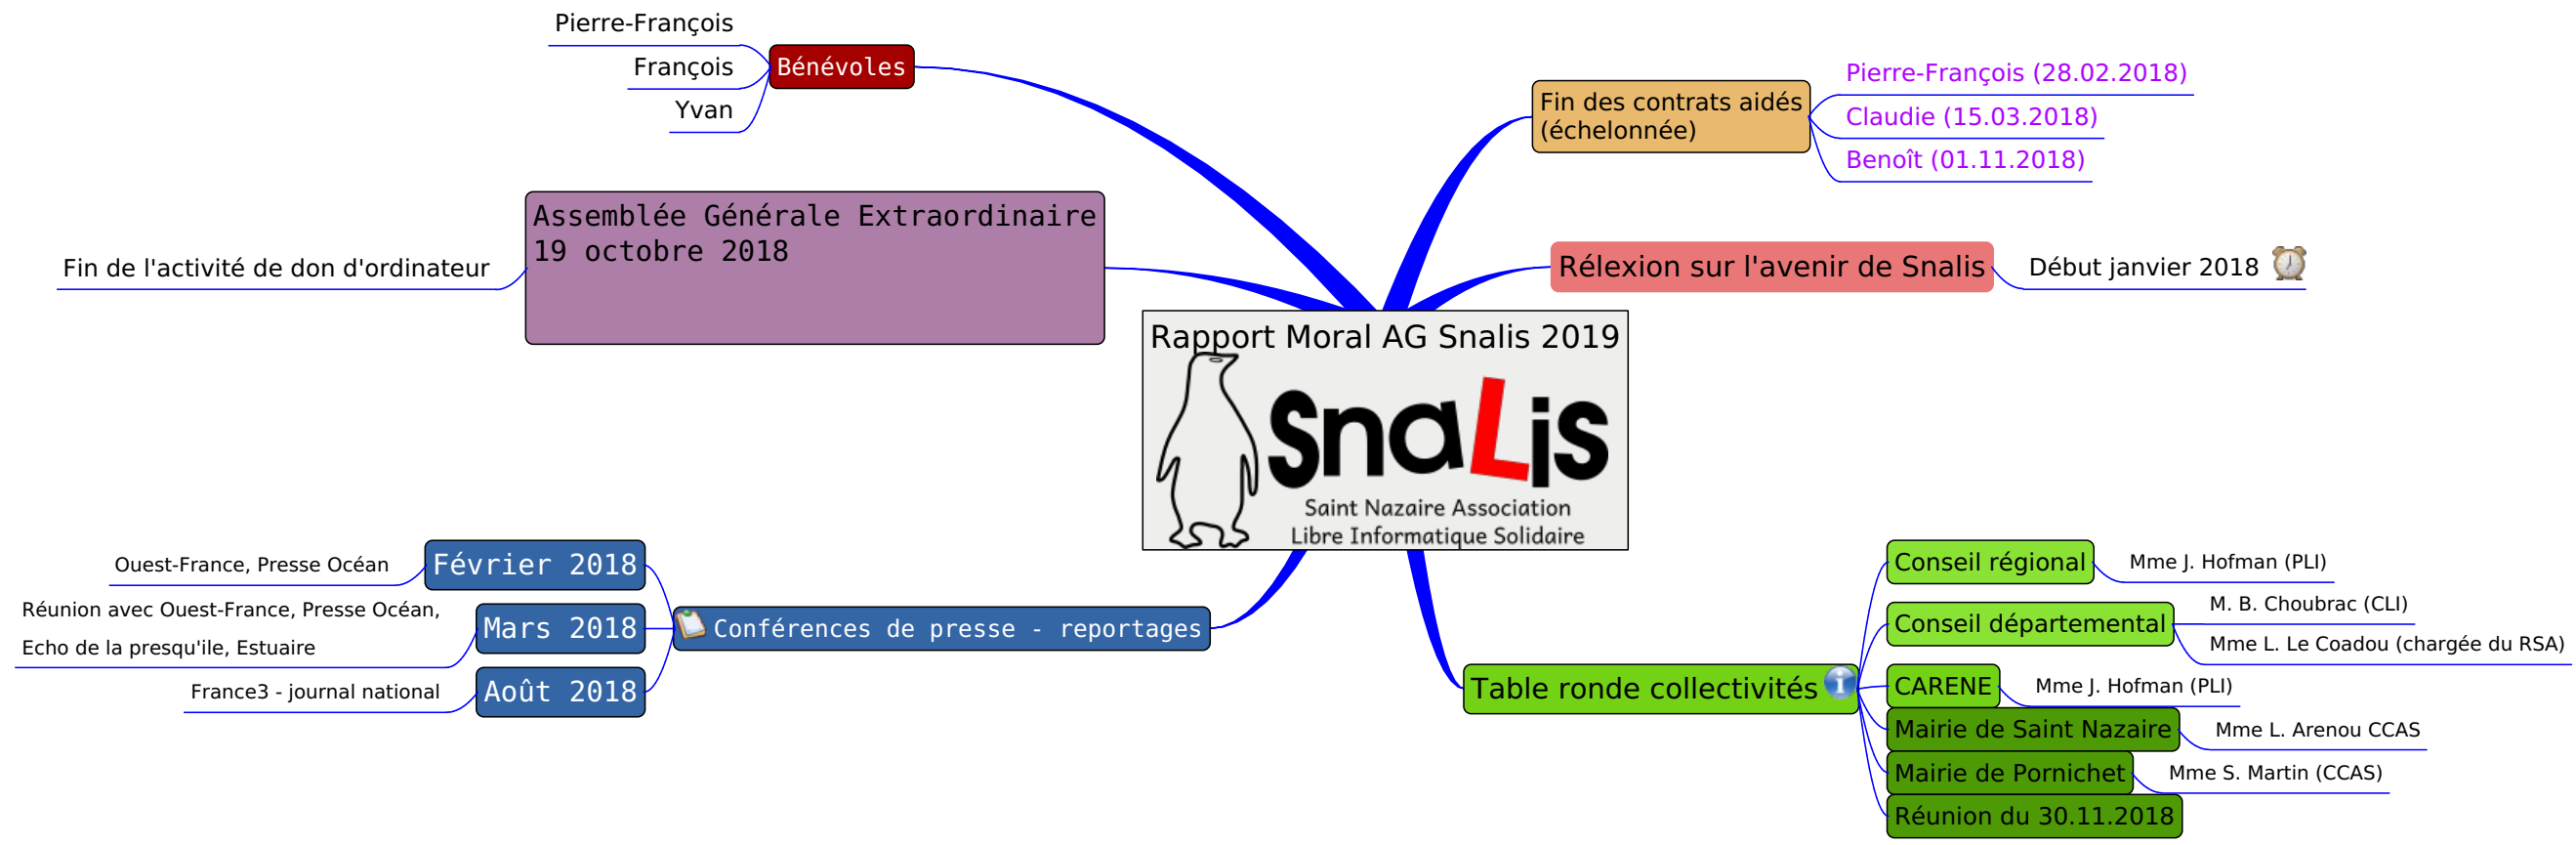 Rapport Moral AG Snalis 2019
SnaLis
Saint Nazaire Association
Libre Informatique Solidaire
Fin des contrats aidés
(échelonnée)
Pierre-François (28.02.2018)
Claudie (15.03.2018)
Benoît (01.11.2018)
Rélexion sur l'avenir de Snalis
Début janvier 2018
Table ronde collectivités
Conseil régional
Mme J. Hofman (PLI)
Conseil départemental
M. B. Choubrac (CLI)
Mme L. Le Coadou (chargée du RSA)
CARENE
Mme J. Hofman (PLI)
Mairie de Saint Nazaire
Mme L. Arenou CCAS
Mairie de Pornichet
Mme S. Martin (CCAS)
Réunion du 30.11.2018
Bénévoles
Pierre-François
François
Yvan
Assemblée Générale Extraordinaire
19 octobre 2018
Fin de l'activité de don d'ordinateur
Conférences de presse - reportages
Février 2018
Ouest-France, Presse Océan
Mars 2018
Réunion avec Ouest-France, Presse Océan,
Echo de la presqu'ile, Estuaire
Août 2018
France3 - journal national